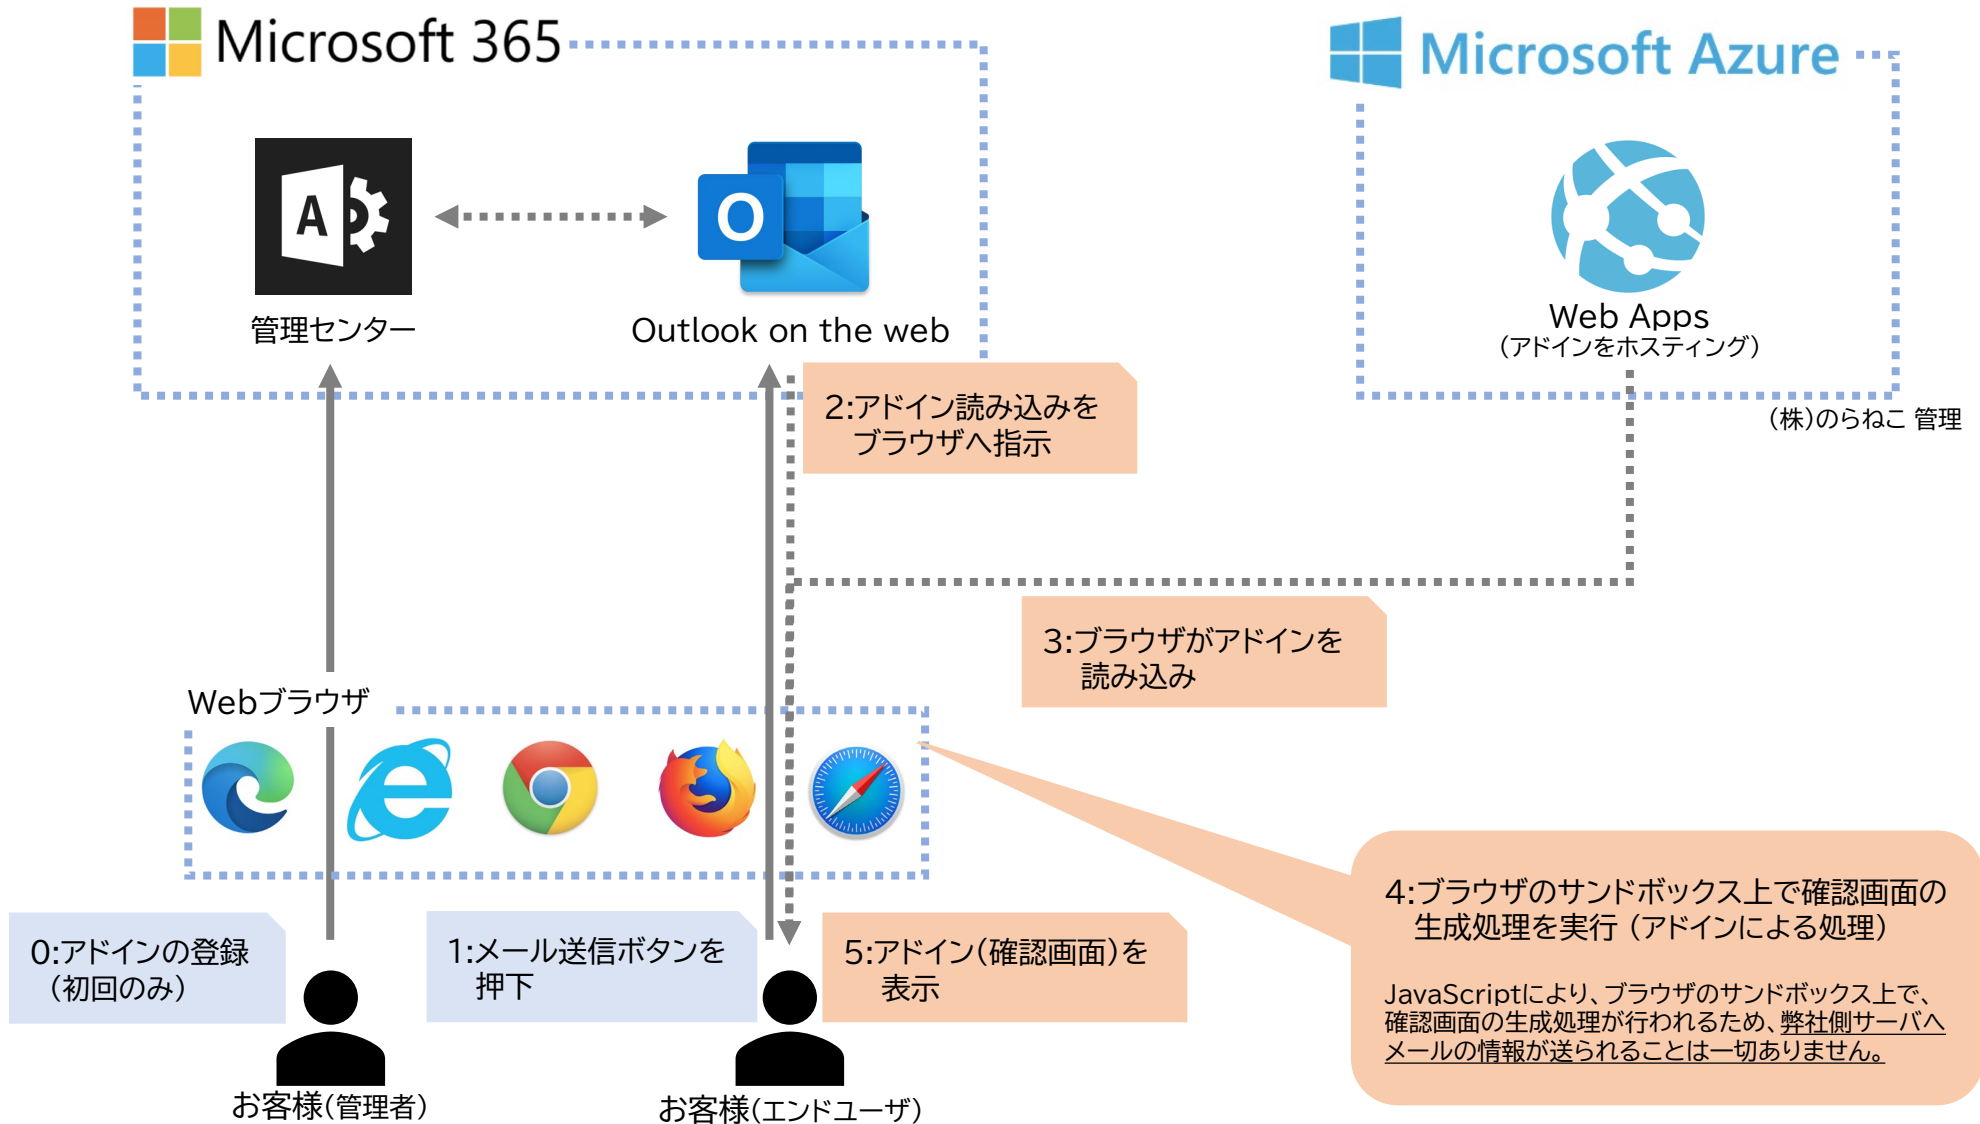 Microsoft 365
Microsoft Azure
A
O
管理センター
Outlook on the web
Web Apps
(アドインをホスティング)
(株)のらねこ 管理
2:アドイン読み込みを
ブラウザへ指示
3:ブラウザがアドインを
読み込み
Webブラウザ
4:ブラウザのサンドボックス上で確認画面の
生成処理を実行 (アドインによる処理)
JavaScriptにより、ブラウザのサンドボックス上で、
確認画面の生成処理が行われるため、弊社側サーバへ
メールの情報が送られることは一切ありません。
0:アドインの登録
(初回のみ)
1:メール送信ボタンを
押下
5:アドイン(確認画面)を
表示
お客様(管理者)
お客様(エンドユーザ)